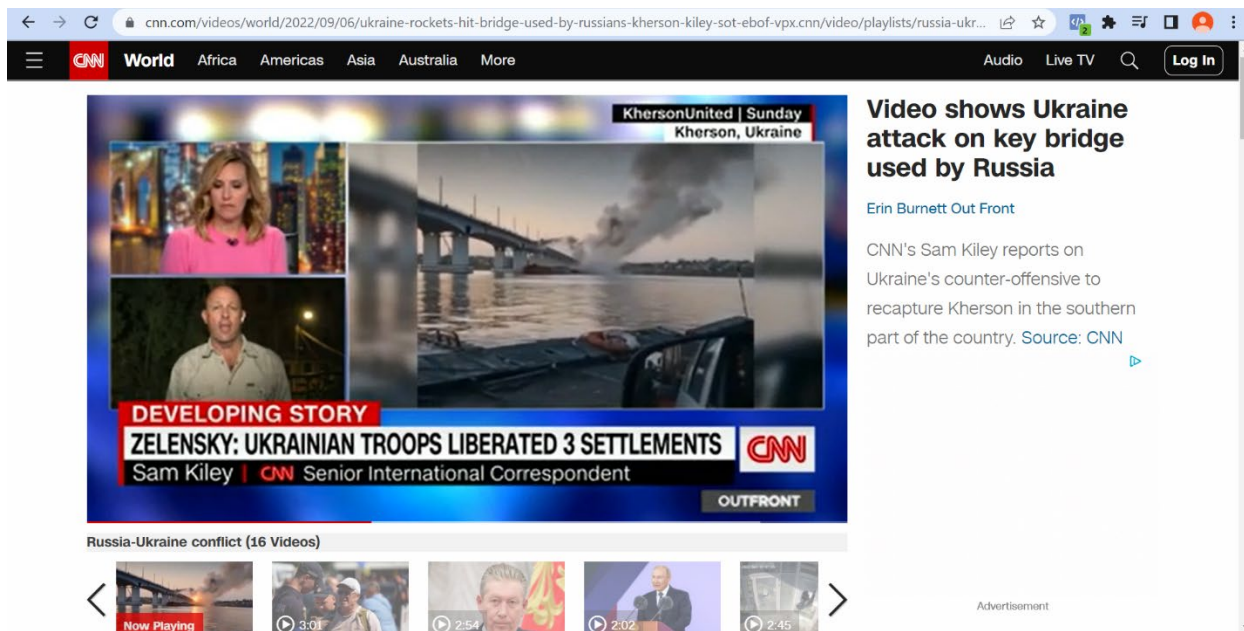 cnn.com/videos/world/2022/09/06/ukraine-rockets-hit-bridge-used-by-russians-kherson-kiley-sot-ebof-vpx.cnn/video/playlists/russia-ukr...
2
CNN World Africa Americas Asia Australia More Audio Live TV Log In
KhersonUnited | Sunday
Kherson, Ukraine
DEVELOPING STORY
ZELENSKY: UKRAINIAN TROOPS LIBERATED 3 SETTLEMENTS
CNN
Sam Kiley | CNN Senior International Correspondent
OUTFRONT
Video shows Ukraine
attack on key bridge
used by Russia
Erin Burnett Out Front
CNN's Sam Kiley reports on
Ukraine's counter-offensive to
recapture Kherson in the southern
part of the country. Source: CNN
Russia-Ukraine conflict (16 Videos)
Now Playing
3:01
2:54
2:02
2:45
Advertisement